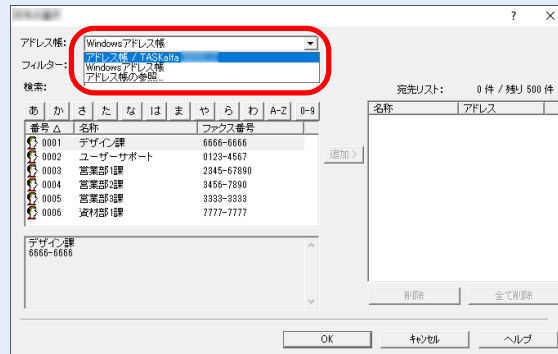 ? ×
アドレス帳: Windowsアドレス帳
アドレス帳 / TASKalfa
Windowsアドレス帳
アドレス帳の参照...
フィルター:
検索:
宛先リスト: 0 件 / 残り 500 件
あ か さ た な は ま や ら わ A-Z 0-9
番号 △ 名称 ファックス番号
0001 デザイン課 6666-6666
0002 ユーザーサポート 0123-4567
0003 営業部1課 2345-67890
0004 営業部2課 3456-7890
0005 営業部3課 3333-3333
0006 資材部1課 7777-7777
追加 >
名称 アドレス
デザイン課
6666-6666
削除 全て削除
OK キャンセル ヘルプ